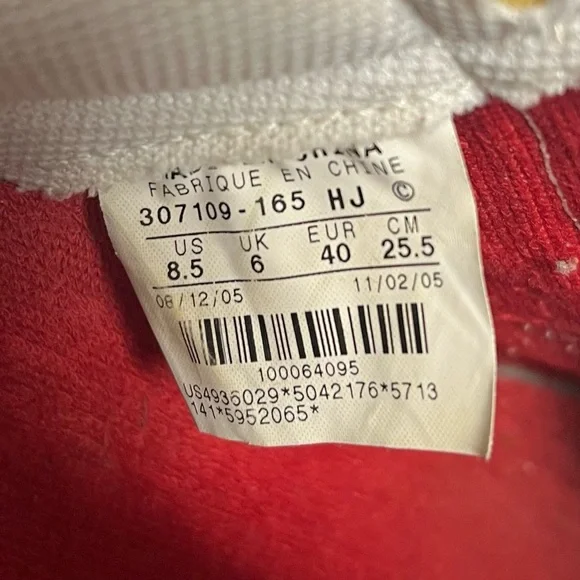 FABRIQUE EN CHINE
307109-165 HJ ©
US UK EUR CM
8.5 6 40 25.5
08/12/05 11/02/05
100064095
US4936029*5042176*5713
141*5952065*